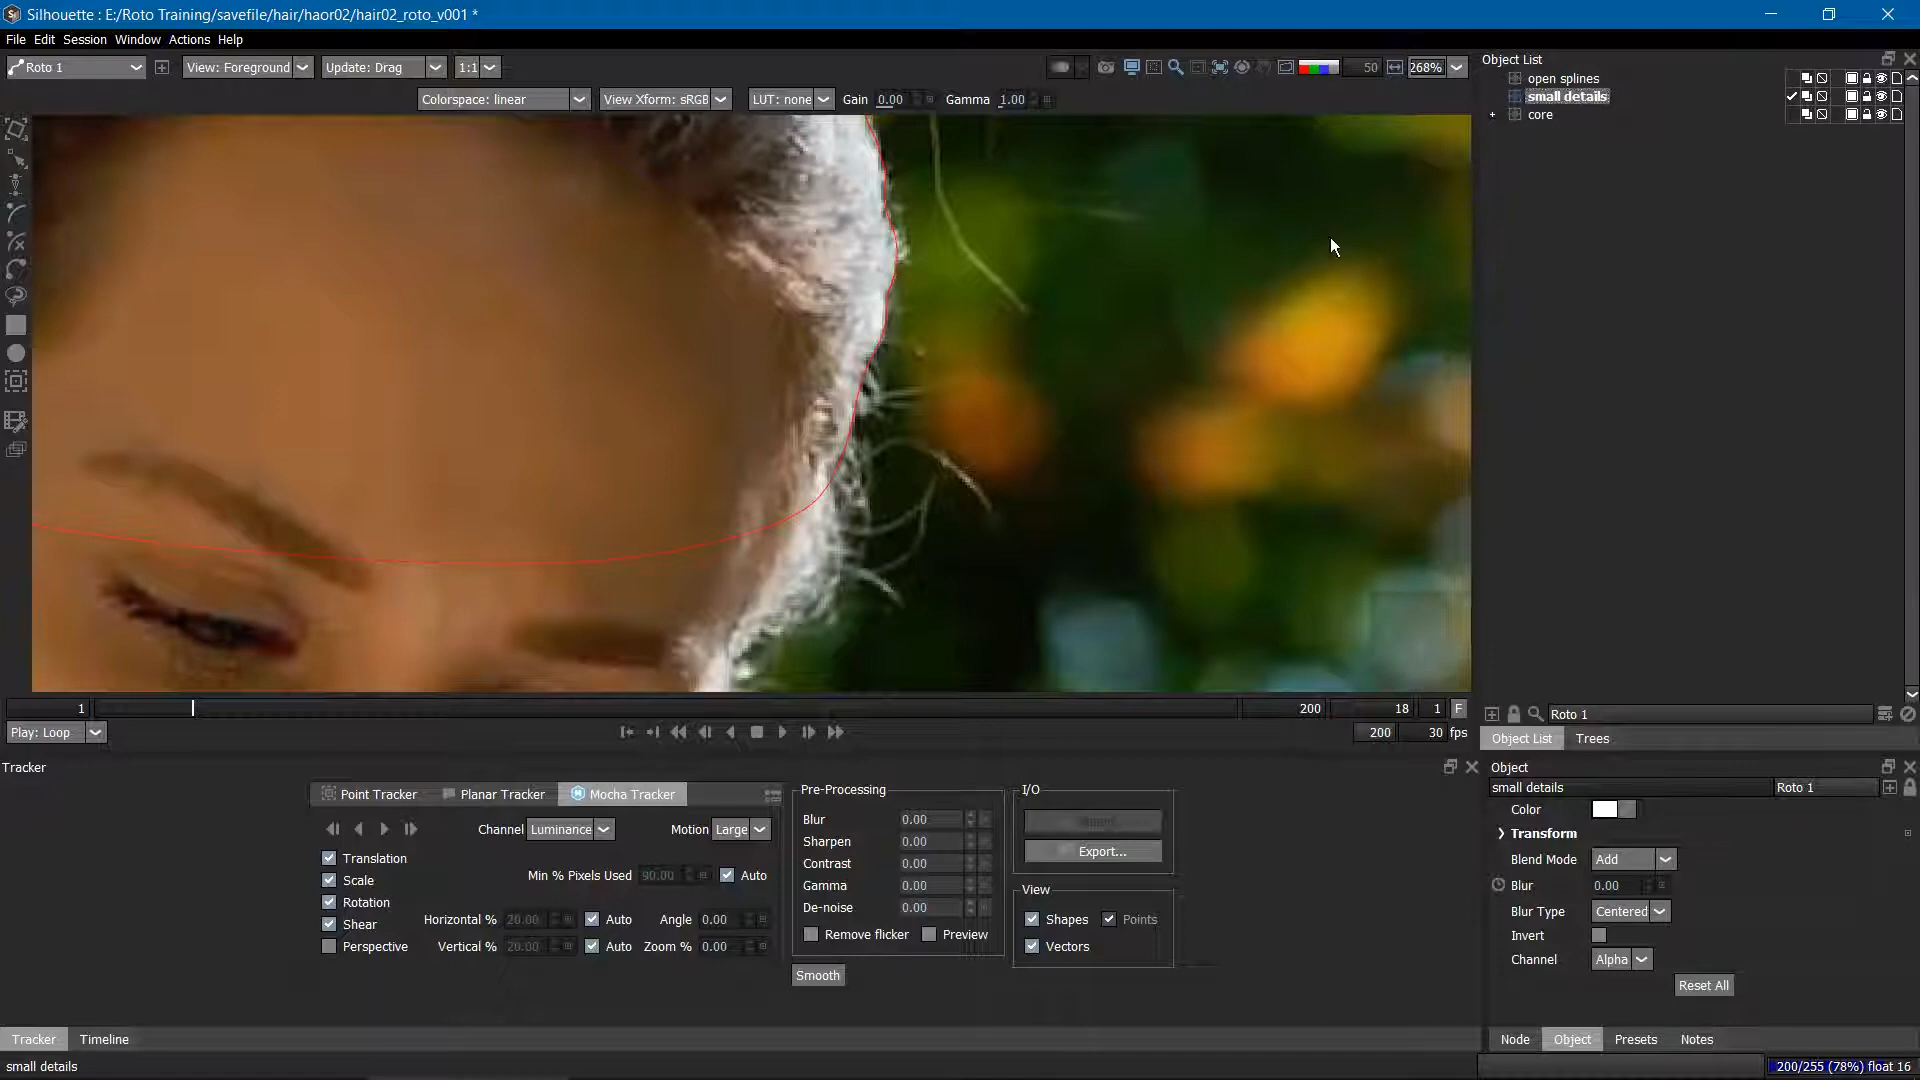 Silhouette : E:/Roto Training/savefile/hair/haor02/hair02_roto_v001 *
File Edit Session Window Actions Help
Roto 1 View: Foreground Update: Drag 1:1 50 268%
Colorspace: linear View Xform: sRGB LUT: none Gain 0.00 Gamma 1.00
Object List
open splines
small details
core
1 200 18 1 F
Play: Loop 200 30 fps
Roto 1
Object List Trees
Tracker
Point Tracker Planar Tracker Mocha Tracker
Channel Luminance Motion Large
Translation
Scale
Rotation
Shear
Perspective
Min % Pixels Used 90.00 Auto
Horizontal % 20.00 Auto Angle 0.00
Vertical % 20.00 Auto Zoom % 0.00
Pre-Processing
Blur 0.00
Sharpen 0.00
Contrast 0.00
Gamma 0.00
De-noise 0.00
Remove flicker Preview
Smooth
I/O
Export...
View
Shapes Points
Vectors
Object
small details Roto 1
Color
Transform
Blend Mode Add
Blur 0.00
Blur Type Centered
Invert
Channel Alpha
Reset All
Tracker Timeline
Node Object Presets Notes
small details
200/255 (78%) float 16